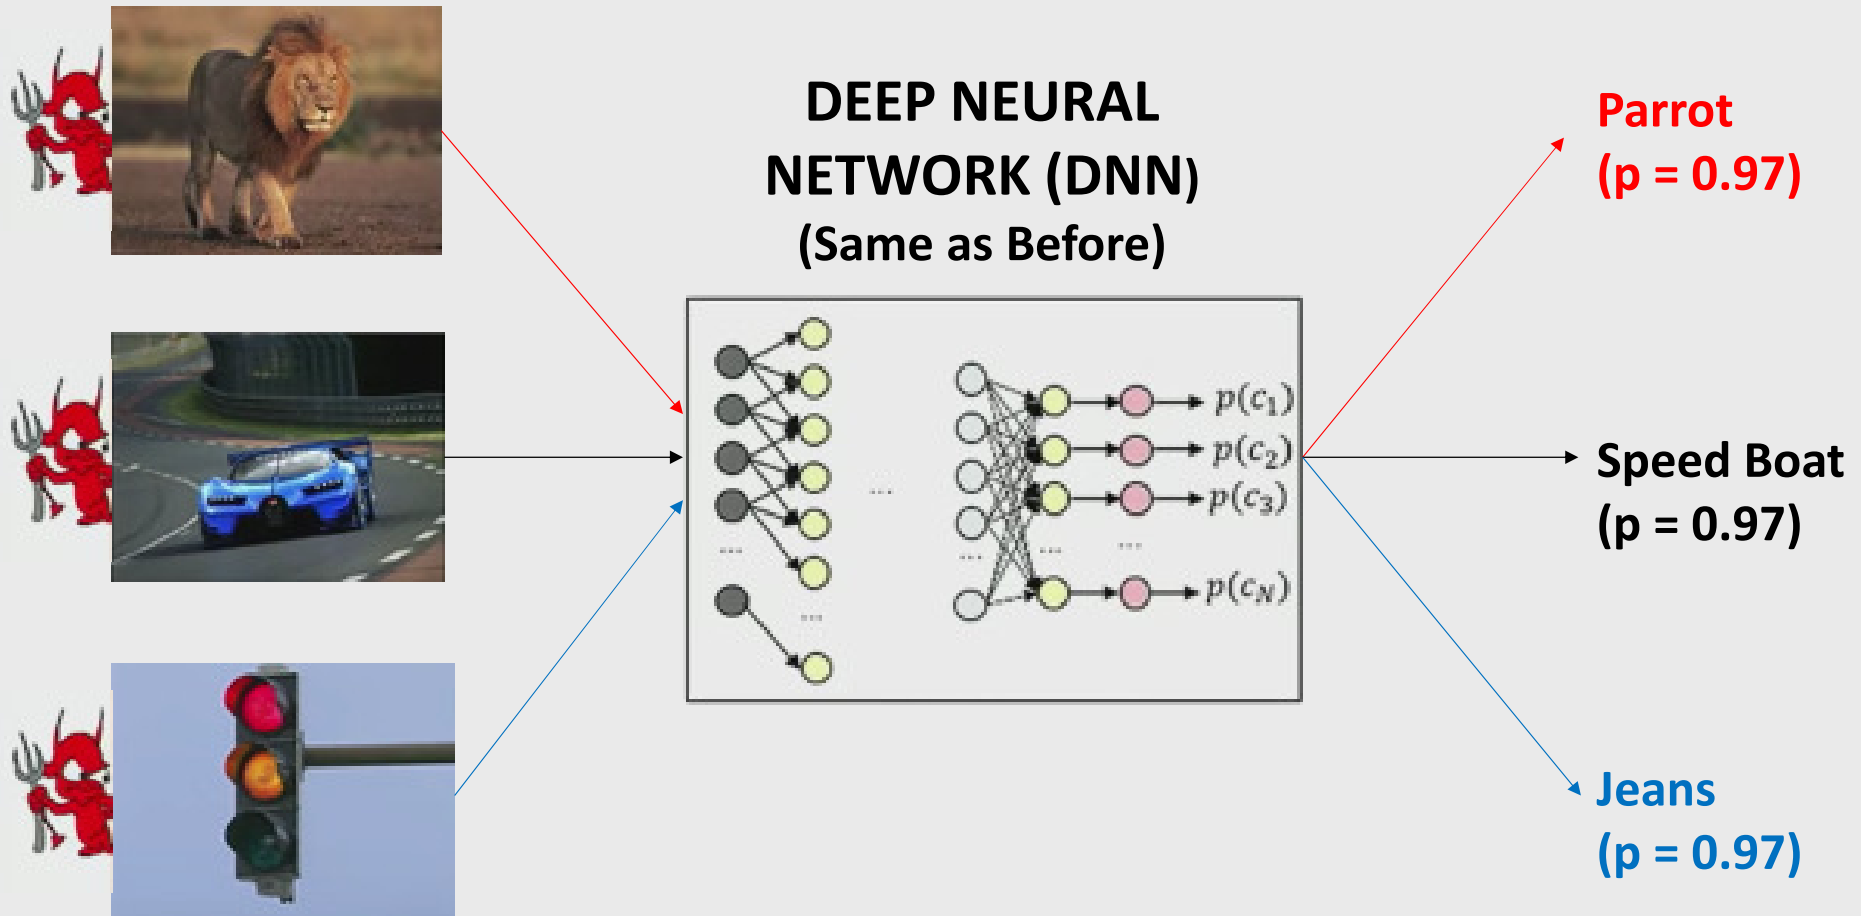 DEEP NEURAL
NETWORK (DNN)
(Same as Before)
Parrot
(p = 0.97)
p(c₁)
p(c₂)
p(c₃)
...
p(c_N)
Speed Boat
(p = 0.97)
Jeans
(p = 0.97)